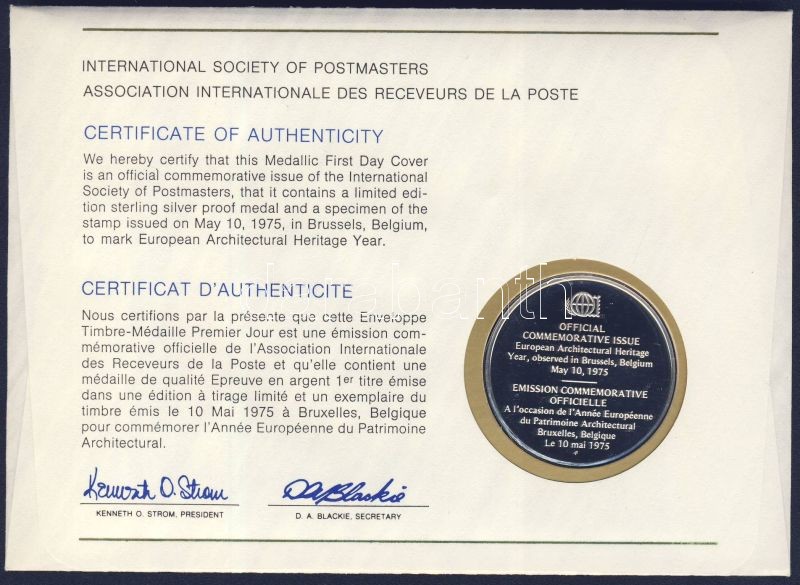 INTERNATIONAL SOCIETY OF POSTMASTERS
ASSOCIATION INTERNATIONALE DES RECEVEURS DE LA POSTE
CERTIFICATE OF AUTHENTICITY
We hereby certify that this Medallic First Day Cover
is an official commemorative issue of the International
Society of Postmasters, that it contains a limited edi-
tion sterling silver proof medal and a specimen of the
stamp issued on May 10, 1975, in Brussels, Belgium,
to mark European Architectural Heritage Year.
CERTIFICAT D'AUTHENTICITE
Nous certifions par la présente que cette Enveloppe
Timbre-Médaille Premier Jour est une émission com-
mémorative officielle de l'Association Internationale
des Receveurs de la Poste et qu'elle contient une
médaille de qualité Epreuve en argent 1er titre émise
dans une édition à tirage limité et un exemplaire du
timbre émis le 10 Mai 1975 à Bruxelles, Belgique
pour commémorer l'Année Européenne du Patrimoine
Architectural.
Kenneth O. Strom
KENNETH O. STROM, PRESIDENT
DABlackie
D. A. BLACKIE, SECRETARY
OFFICIAL
COMMEMORATIVE ISSUE
European Architectural Heritage
Year, observed in Brussels, Belgium
May 10, 1975
EMISSION COMMEMORATIVE
OFFICIELLE
A l'occasion de l'Année Européenne
du Patrimoine Architectural
Bruxelles, Belgique
Le 10 mai 1975